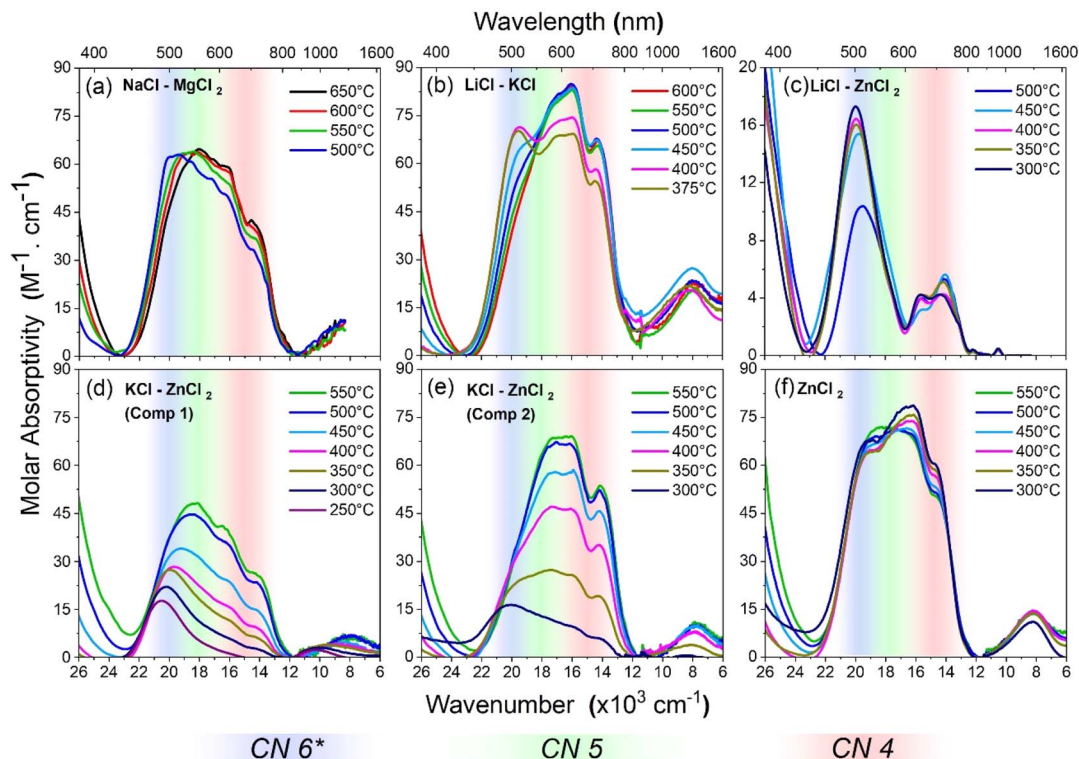 Wavelength (nm)
400 500 600 800 1000 1600
400 500 600 800 1000 1600
400 500 600 800 1000 1600
Molar Absorptivity (M⁻¹ . cm⁻¹)
90
75
60
45
30
15
0
(a) NaCl - MgCl₂
650°C
600°C
550°C
500°C
90
75
60
45
30
15
0
(b) LiCl - KCl
600°C
550°C
500°C
450°C
400°C
375°C
20
16
12
8
4
0
(c) LiCl - ZnCl₂
500°C
450°C
400°C
350°C
300°C
90
75
60
45
30
15
0
(d) KCl - ZnCl₂
(Comp 1)
550°C
500°C
450°C
400°C
350°C
300°C
250°C
26 24 22 20 18 16 14 12 10 8 6
90
75
60
45
30
15
0
(e) KCl - ZnCl₂
(Comp 2)
550°C
500°C
450°C
400°C
350°C
300°C
26 24 22 20 18 16 14 12 10 8 6
90
75
60
45
30
15
0
(f) ZnCl₂
550°C
500°C
450°C
400°C
350°C
300°C
26 24 22 20 18 16 14 12 10 8 6
Wavenumber (x10³ cm⁻¹)
CN 6* CN 5 CN 4